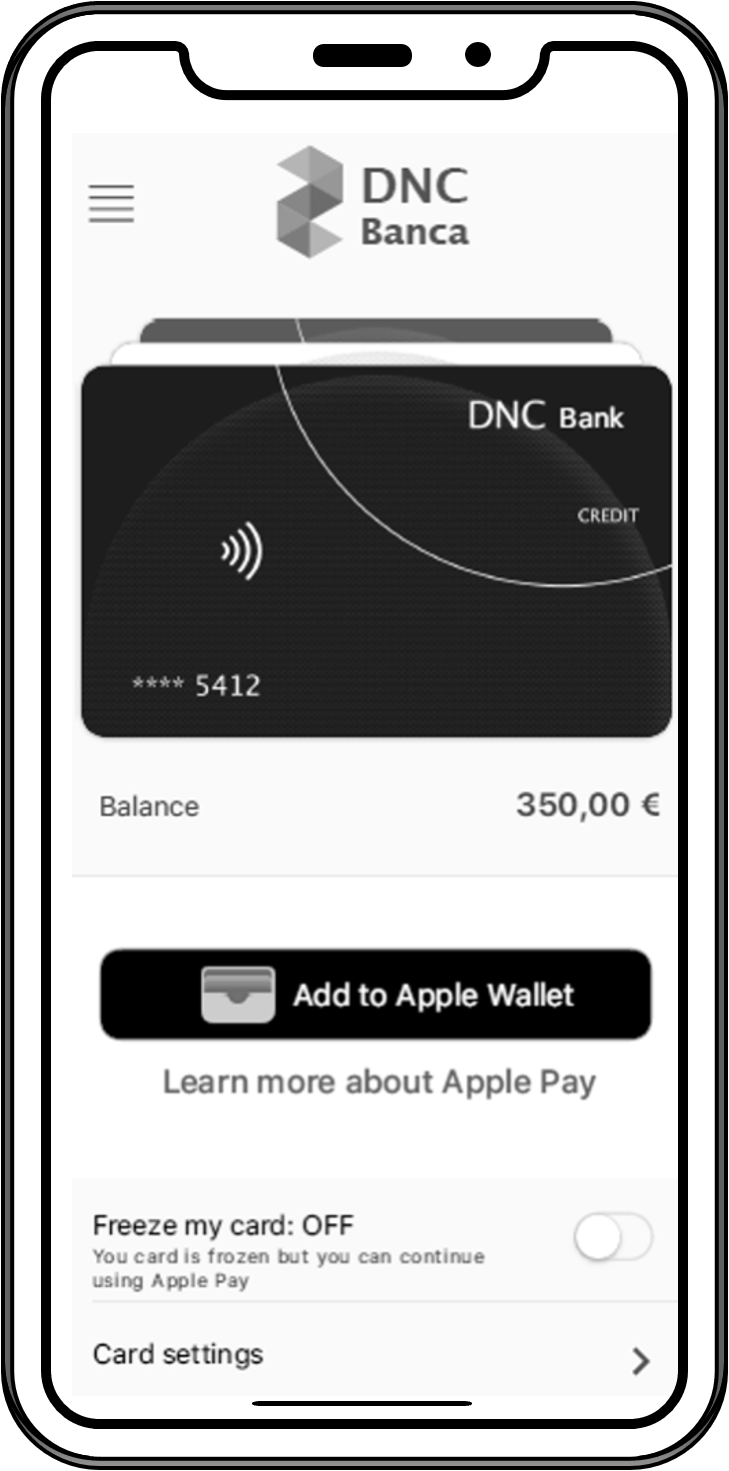 DNC
Banca
DNC Bank
CREDIT
**** 5412
Balance 350,00 €
Add to Apple Wallet
Learn more about Apple Pay
Freeze my card: OFF
You card is frozen but you can continue
using Apple Pay
Card settings